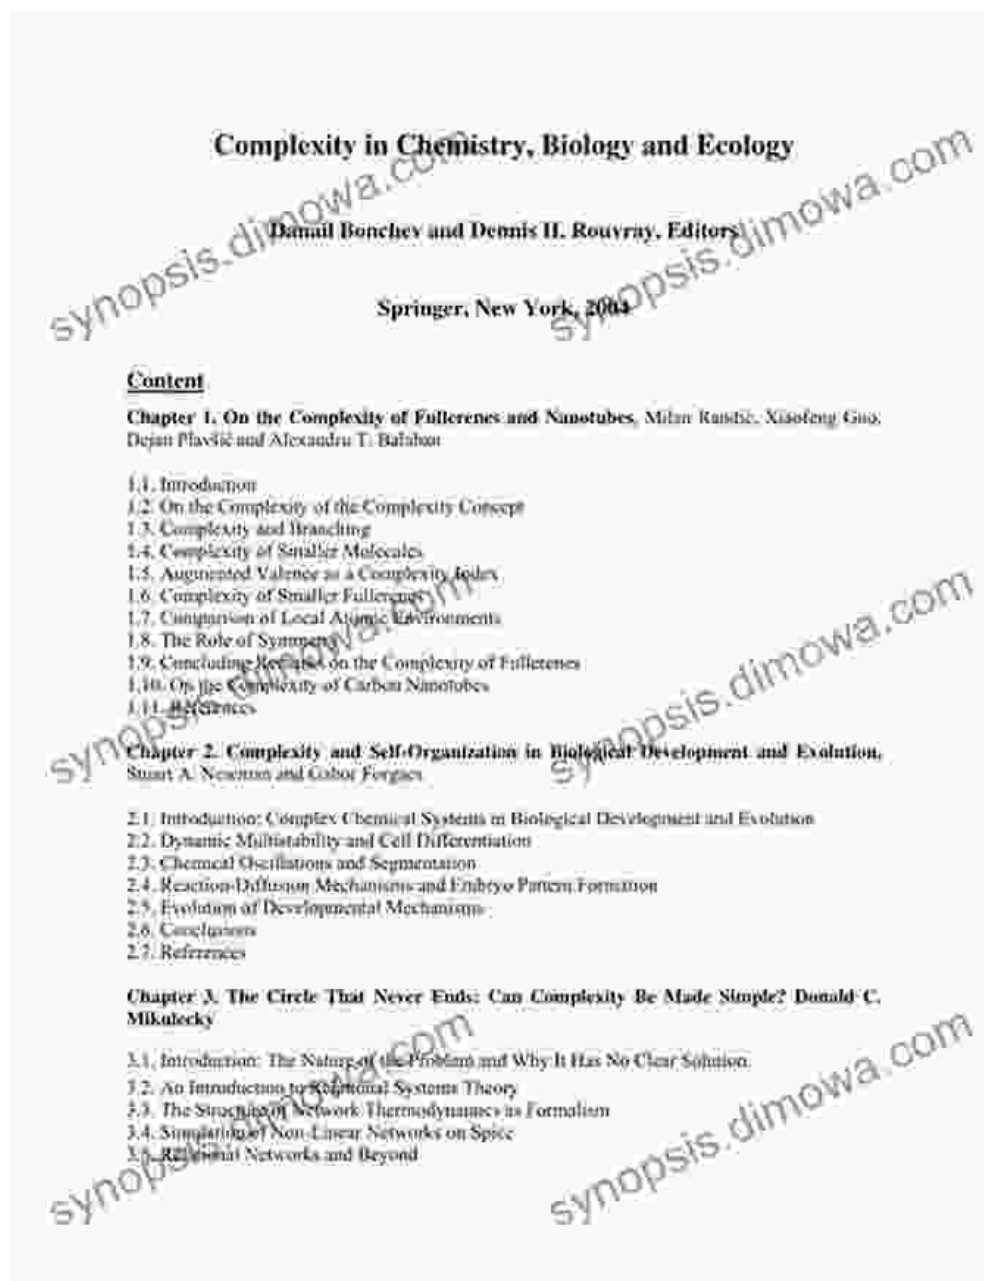 Complexity in Chemistry, Biology and Ecology
Danail Bonchev and Dennis H. Rouvray, Editors
Springer, New York, 2004
Content
Chapter 1. On the Complexity of Fullerenes and Nanotubes, Milan Randić, Xiaofeng Guo,
Dejan Plavšić and Alexandru T. Balaban
1.1. Introduction
1.2. On the Complexity of the Complexity Concept
1.3. Complexity and Branching
1.4. Complexity of Smaller Molecules
1.5. Augmented Valence as a Complexity Index
1.6. Complexity of Smaller Fullerenes
1.7. Comparison of Local Atomic Environments
1.8. The Role of Symmetry
1.9. Concluding Remarks on the Complexity of Fullerenes
1.10. On the Complexity of Carbon Nanotubes
1.11. References
Chapter 2. Complexity and Self-Organization in Biological Development and Evolution,
Stuart A. Newman and Gabor Forgacs
2.1. Introduction: Complex Chemical Systems in Biological Development and Evolution
2.2. Dynamic Multistability and Cell Differentiation
2.3. Chemical Oscillations and Segmentation
2.4. Reaction-Diffusion Mechanisms and Embryo Pattern Formation
2.5. Evolution of Developmental Mechanisms
2.6. Conclusions
2.7. References
Chapter 3. The Circle That Never Ends: Can Complexity Be Made Simple? Donald C.
Mikulecky
3.1. Introduction: The Nature of the Problem and Why It Has No Clear Solution
3.2. An Introduction to Relational Systems Theory
3.3. The Structure of Network Thermodynamics as Formalism
3.4. Simulation of Non-Linear Networks on Spice
3.5. Relational Networks and Beyond
synopsis.dimowa.com
synopsis.dimowa.com
synopsis.dimowa.com
synopsis.dimowa.com
synopsis.dimowa.com
synopsis.dimowa.com